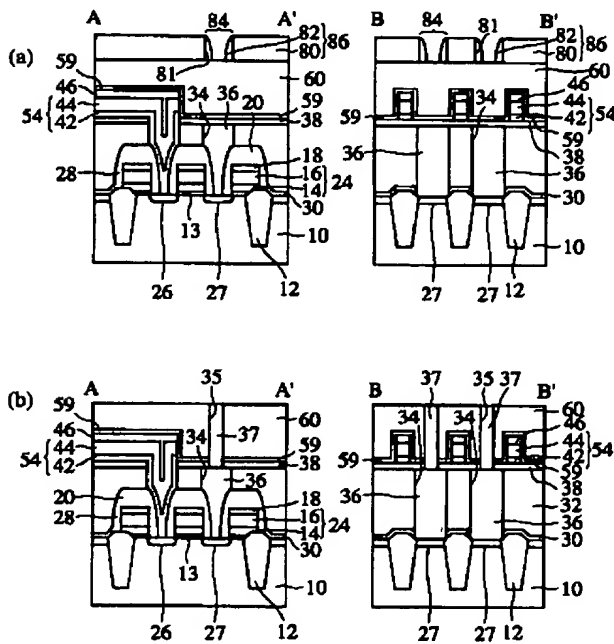 A A' 84 B B'
(a) 82 86 84 81 82 86
80 80
59 81 60 60
46 34 36 20 59 34 46
54 44 38 59 44 54
42 18 36 42
28 16 24 59
14 38
30 36
13 30
10 10
26 27 12 27 12
A A' B B'
(b) 35 37 35 37
59 60 34 34 60
46 37 46
54 44 34 59 44 54
42 38 59 42
20 36 18 36 59
28 16 24 38
14 32
30 36
13 30
10 10
26 27 12 27 12